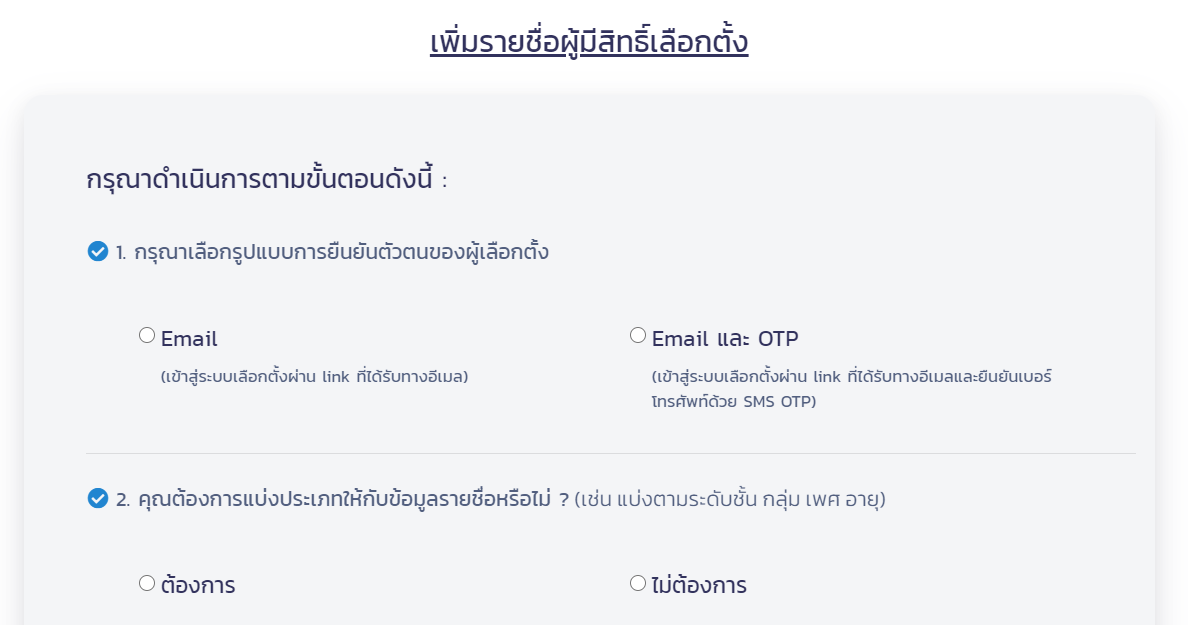 เพิ่มรายชื่อผู้มีสิทธิ์เลือกตั้ง
กรุณาดำเนินการตามขั้นตอนดังนี้ :
1. กรุณาเลือกรูปแบบการยืนยันตัวตนของผู้เลือกตั้ง
Email
(เข้าสู่ระบบเลือกตั้งผ่าน link ที่ได้รับทางอีเมล)
Email และ OTP
(เข้าสู่ระบบเลือกตั้งผ่าน link ที่ได้รับทางอีเมลและยืนยันเบอร์
โทรศัพท์ด้วย SMS OTP)
2. คุณต้องการแบ่งประเภทให้กับข้อมูลรายชื่อหรือไม่ ? (เช่น แบ่งตามระดับชั้น กลุ่ม เพศ อายุ)
ต้องการ
ไม่ต้องการ